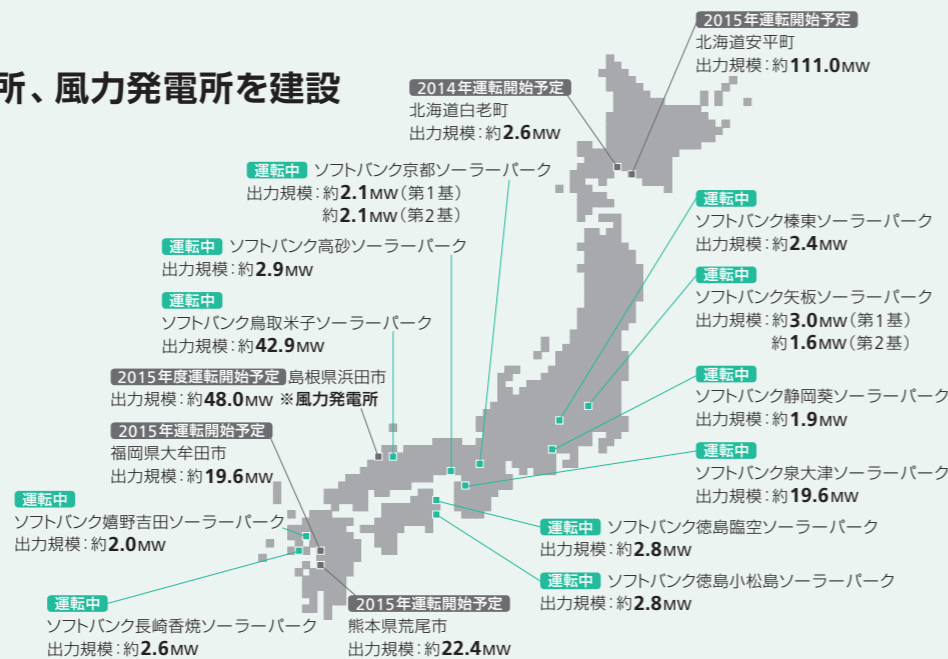 所、風力発電所を建設
2015年運転開始予定
北海道安平町
出力規模：約111.0MW
2014年運転開始予定
北海道白老町
出力規模：約2.6MW
運転中 ソフトバンク京都ソーラーパーク
出力規模：約2.1MW（第1基）
約2.1MW（第2基）
運転中 ソフトバンク高砂ソーラーパーク
出力規模：約2.9MW
運転中
ソフトバンク鳥取米子ソーラーパーク
出力規模：約42.9MW
2015年度運転開始予定 島根県浜田市
出力規模：約48.0MW ※風力発電所
2015年運転開始予定
福岡県大牟田市
出力規模：約19.6MW
運転中
ソフトバンク嬉野吉田ソーラーパーク
出力規模：約2.0MW
運転中
ソフトバンク長崎香焼ソーラーパーク
出力規模：約2.6MW
2015年運転開始予定
熊本県荒尾市
出力規模：約22.4MW
運転中
ソフトバンク榛東ソーラーパーク
出力規模：約2.4MW
運転中
ソフトバンク矢板ソーラーパーク
出力規模：約3.0MW（第1基）
約1.6MW（第2基）
運転中
ソフトバンク静岡葵ソーラーパーク
出力規模：約1.9MW
運転中
ソフトバンク泉大津ソーラーパーク
出力規模：約19.6MW
運転中 ソフトバンク徳島臨空ソーラーパーク
出力規模：約2.8MW
運転中 ソフトバンク徳島小松島ソーラーパーク
出力規模：約2.8MW